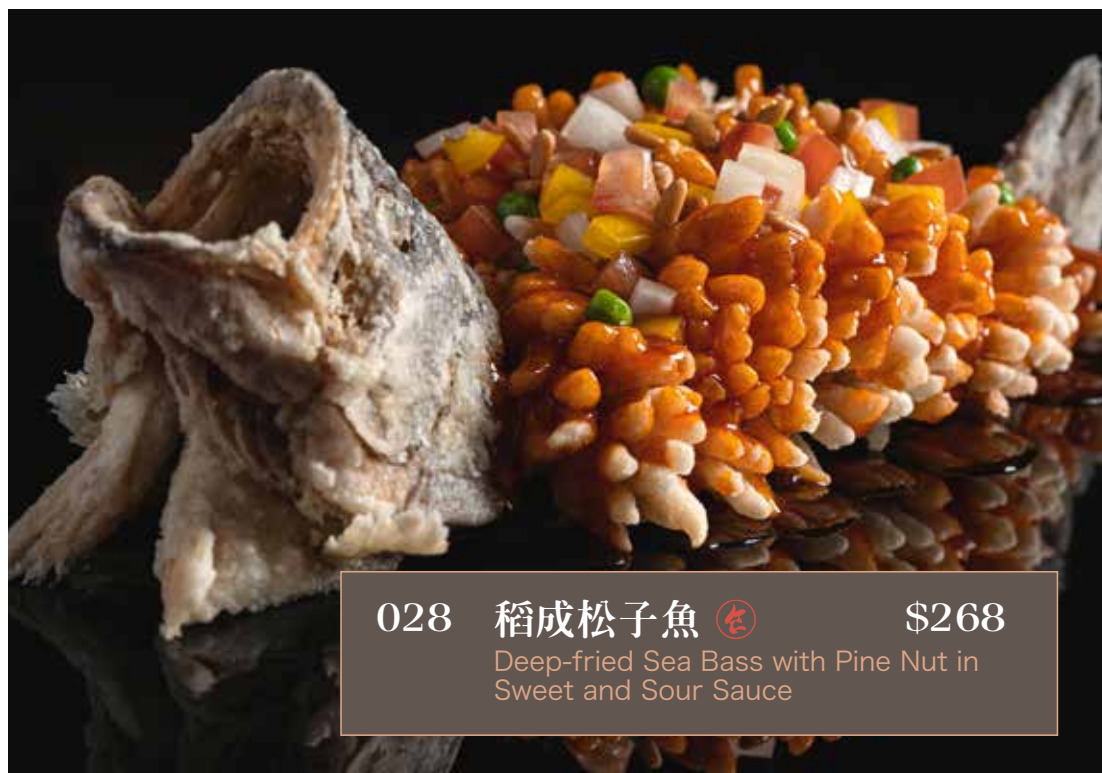 028 稻成松子魚 $268
Deep-fried Sea Bass with Pine Nut in
Sweet and Sour Sauce